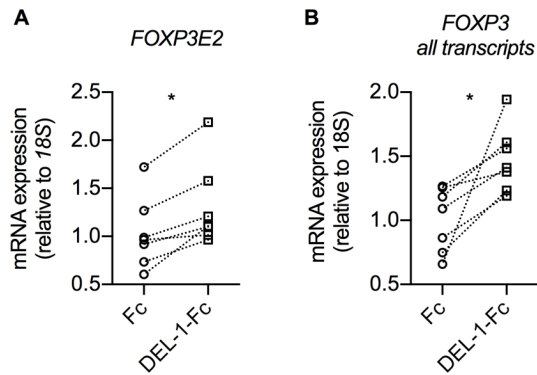 A
FOXP3E2
mRNA expression
(relative to 18S)
2.5
2.0
1.5
1.0
0.5
*
Fc
DEL-1-Fc
B
FOXP3
all transcripts
mRNA expression
(relative to 18S)
2.0
1.5
1.0
0.5
*
Fc
DEL-1-Fc